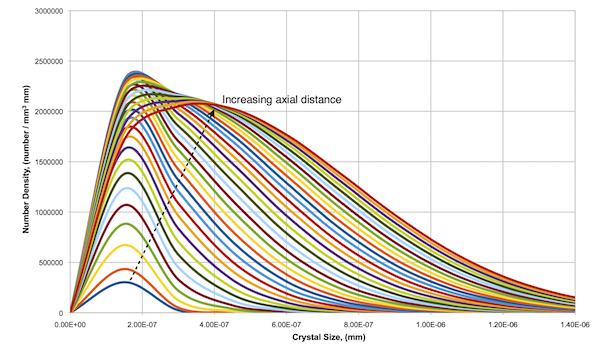 3000000
2500000
2000000
1500000
1000000
500000
0
Number Density, (number / mm³ mm)
Increasing axial distance
0.00E+00 2.00E-07 4.00E-07 6.00E-07 8.00E-07 1.00E-06 1.20E-06 1.40E-06
Crystal Size, (mm)